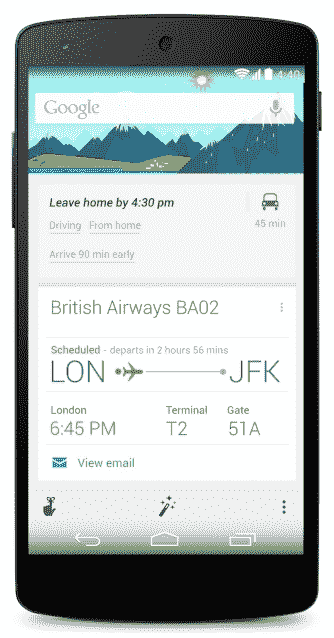 Google
Leave home by 4:30 pm
Driving From home
45 min
Arrive 90 min early
British Airways BA02
Scheduled - departs in 2 hours 56 mins
LON JFK
London Terminal Gate
6:45 PM T2 51A
View email